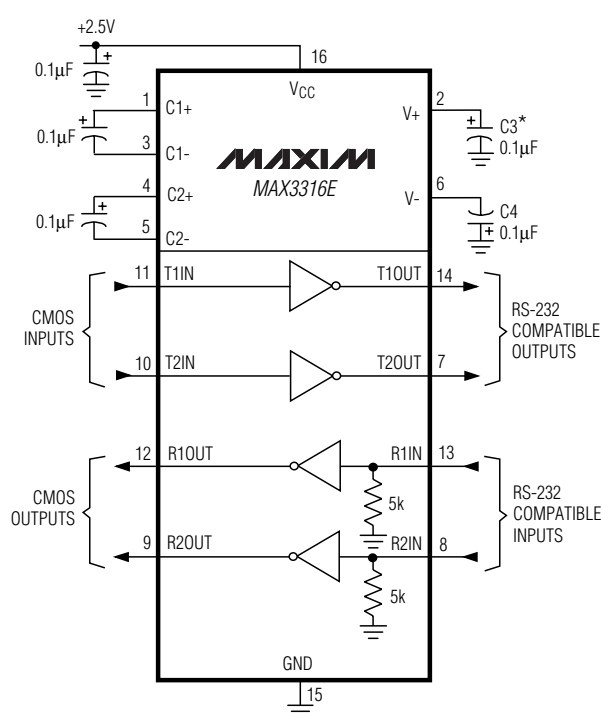 +2.5V
16
0.1µF
+
VCC
1
C1+
V+
2
+
0.1µF
+
C3*
0.1µF
3
C1-
MAXIM
MAX3316E
4
C2+
6
V-
0.1µF
+
C4
+ 0.1µF
5
C2-
11
T1IN
T1OUT
14
CMOS
INPUTS
RS-232
COMPATIBLE
OUTPUTS
10
T2IN
T2OUT
7
12
R1OUT
R1IN
13
5k
CMOS
OUTPUTS
RS-232
COMPATIBLE
INPUTS
9
R2OUT
R2IN
8
5k
GND
15